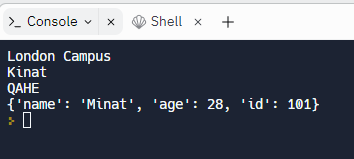 Console
Shell
London Campus
Kinat
QAHE
{'name': 'Minat', 'age': 28, 'id': 101}